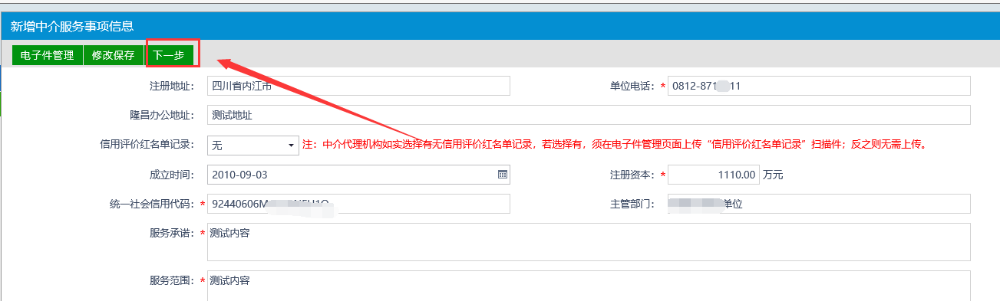 新增中介服务事项信息
电子件管理 修改保存 下一步
注册地址： 四川省内江市 单位电话：* 0812-871 11
隆昌办公地址： 测试地址
信用评价红名单记录： 无 注：中介代理机构如实选择有无信用评价红名单记录，若选择有，须在电子件管理页面上传“信用评价红名单记录”扫描件；反之则无需上传。
成立时间： 2010-09-03 注册资本：* 1110.00 万元
统一社会信用代码：* 92440606M 主管部门： 单位
服务承诺：* 测试内容
服务范围：* 测试内容